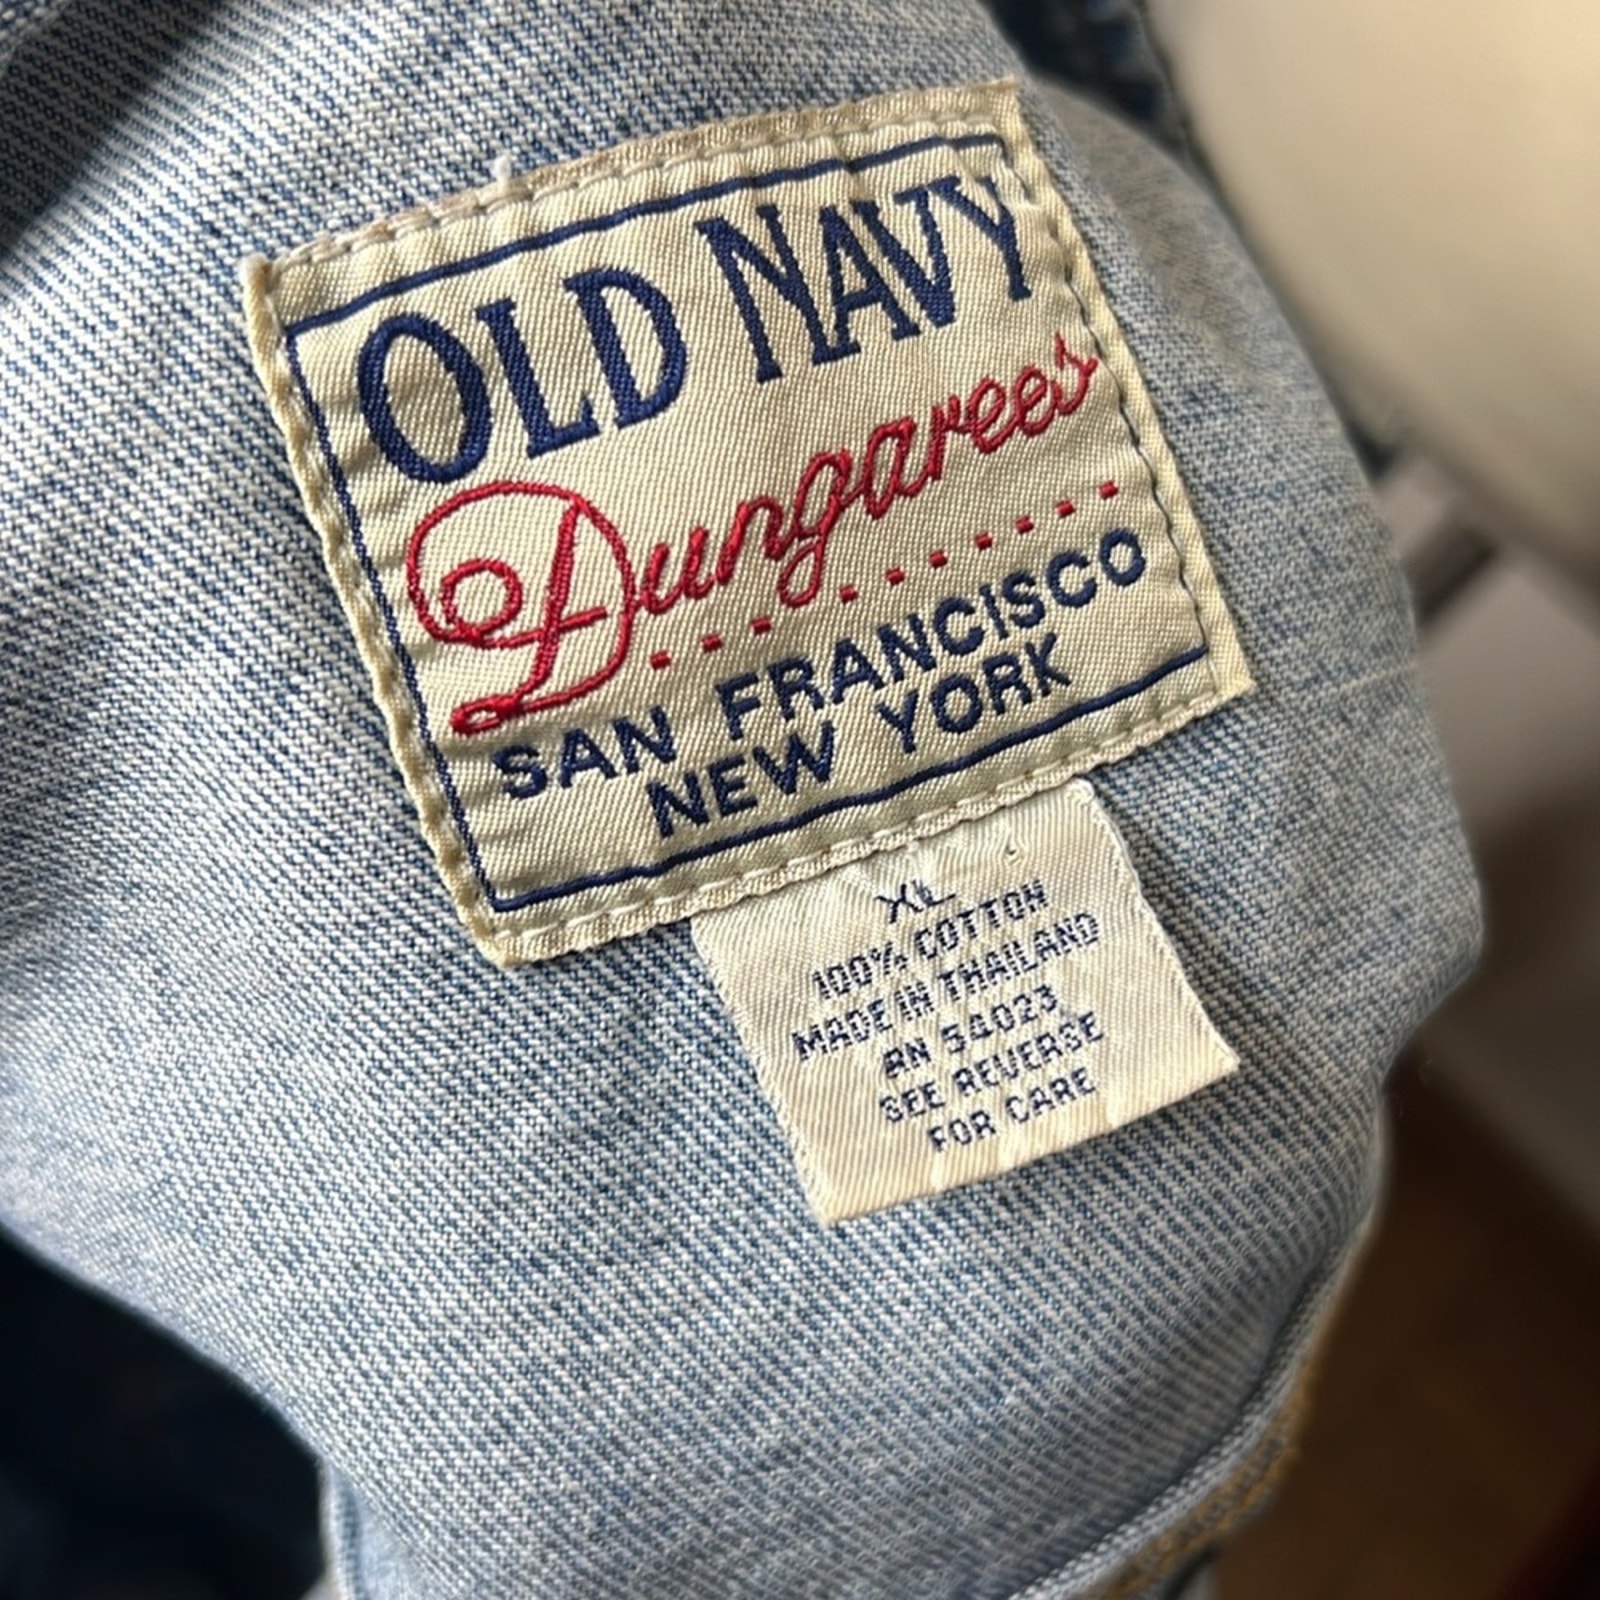 OLD NAVY
Dungarees
SAN FRANCISCO
NEW YORK
XL
100% COTTON
MADE IN THAILAND
RN 54023
SEE REVERSE
FOR CARE